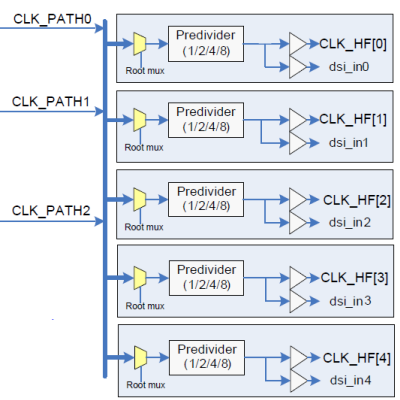 CLK_PATH0
Predivider
(1/2/4/8)
CLK_HF[0]
dsi_in0
Root mux
CLK_PATH1
Predivider
(1/2/4/8)
CLK_HF[1]
dsi_in1
Root mux
CLK_PATH2
Predivider
(1/2/4/8)
CLK_HF[2]
dsi_in2
Root mux
Predivider
(1/2/4/8)
CLK_HF[3]
dsi_in3
Root mux
Predivider
(1/2/4/8)
CLK_HF[4]
dsi_in4
Root mux